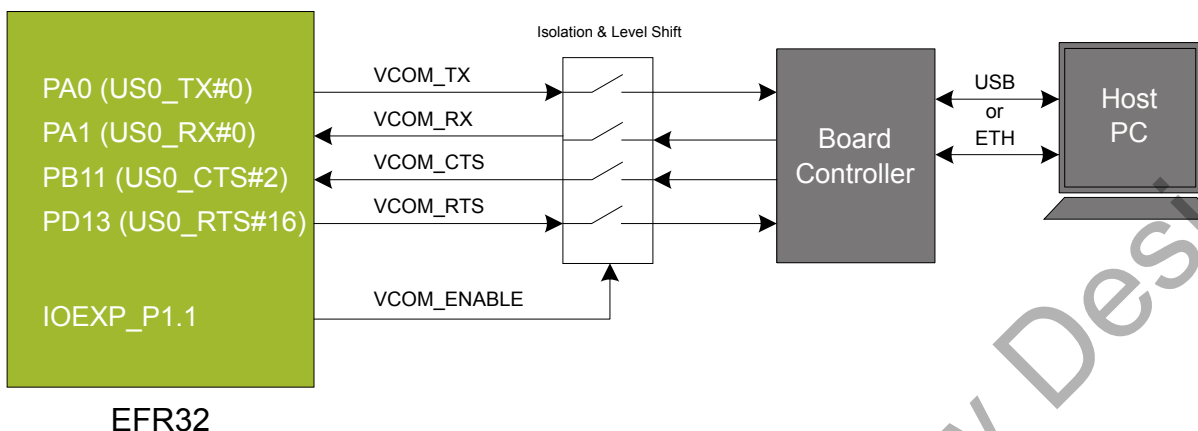 Isolation & Level Shift
PA0 (US0_TX#0)
VCOM_TX
PA1 (US0_RX#0)
VCOM_RX
PB11 (US0_CTS#2)
VCOM_CTS
PD13 (US0_RTS#16)
VCOM_RTS
IOEXP_P1.1
VCOM_ENABLE
Board
Controller
USB
or
ETH
Host
PC
EFR32